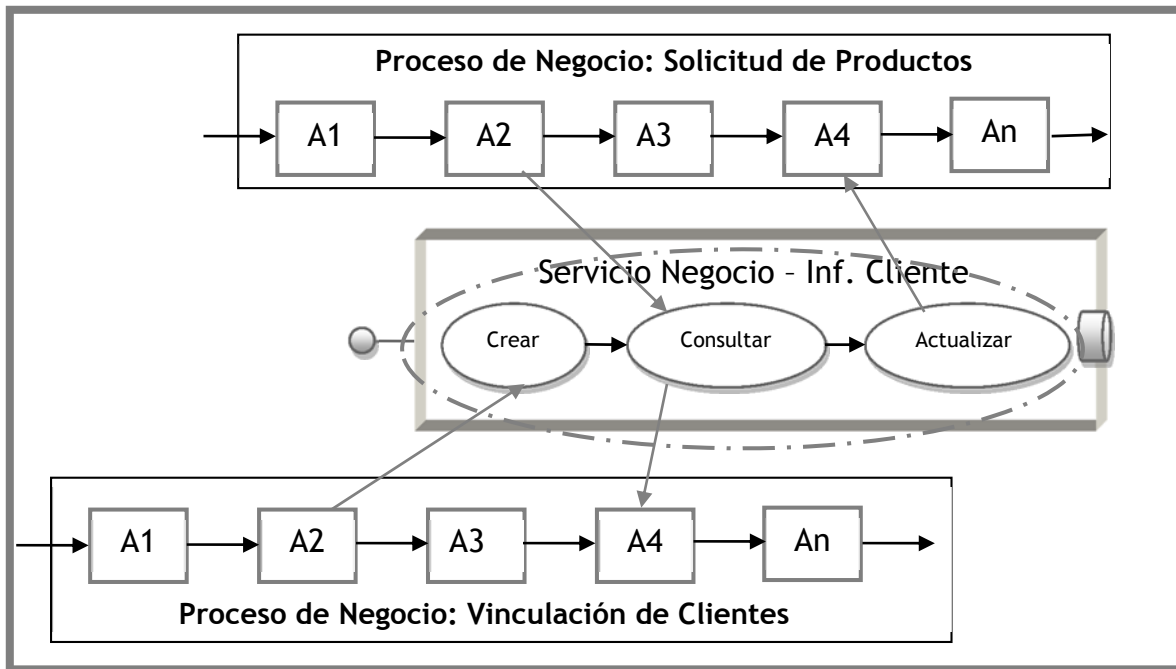 Proceso de Negocio: Solicitud de Productos
A1 A2 A3 A4 An
Servicio Negocio – Inf. Cliente
Crear Consultar Actualizar
A1 A2 A3 A4 An
Proceso de Negocio: Vinculación de Clientes